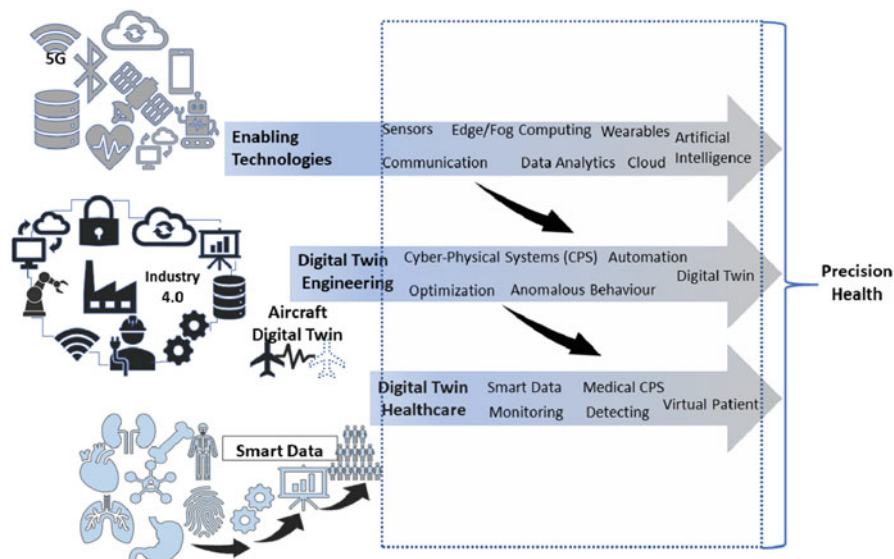 5G
Enabling
Technologies
Sensors Edge/Fog Computing Wearables
Communication Data Analytics Cloud
Artificial
Intelligence
Industry
4.0
Digital Twin
Engineering
Cyber-Physical Systems (CPS) Automation
Optimization Anomalous Behaviour
Digital Twin
Precision
Health
Aircraft
Digital Twin
Digital Twin
Healthcare
Smart Data Medical CPS
Monitoring Detecting
Virtual Patient
Smart Data